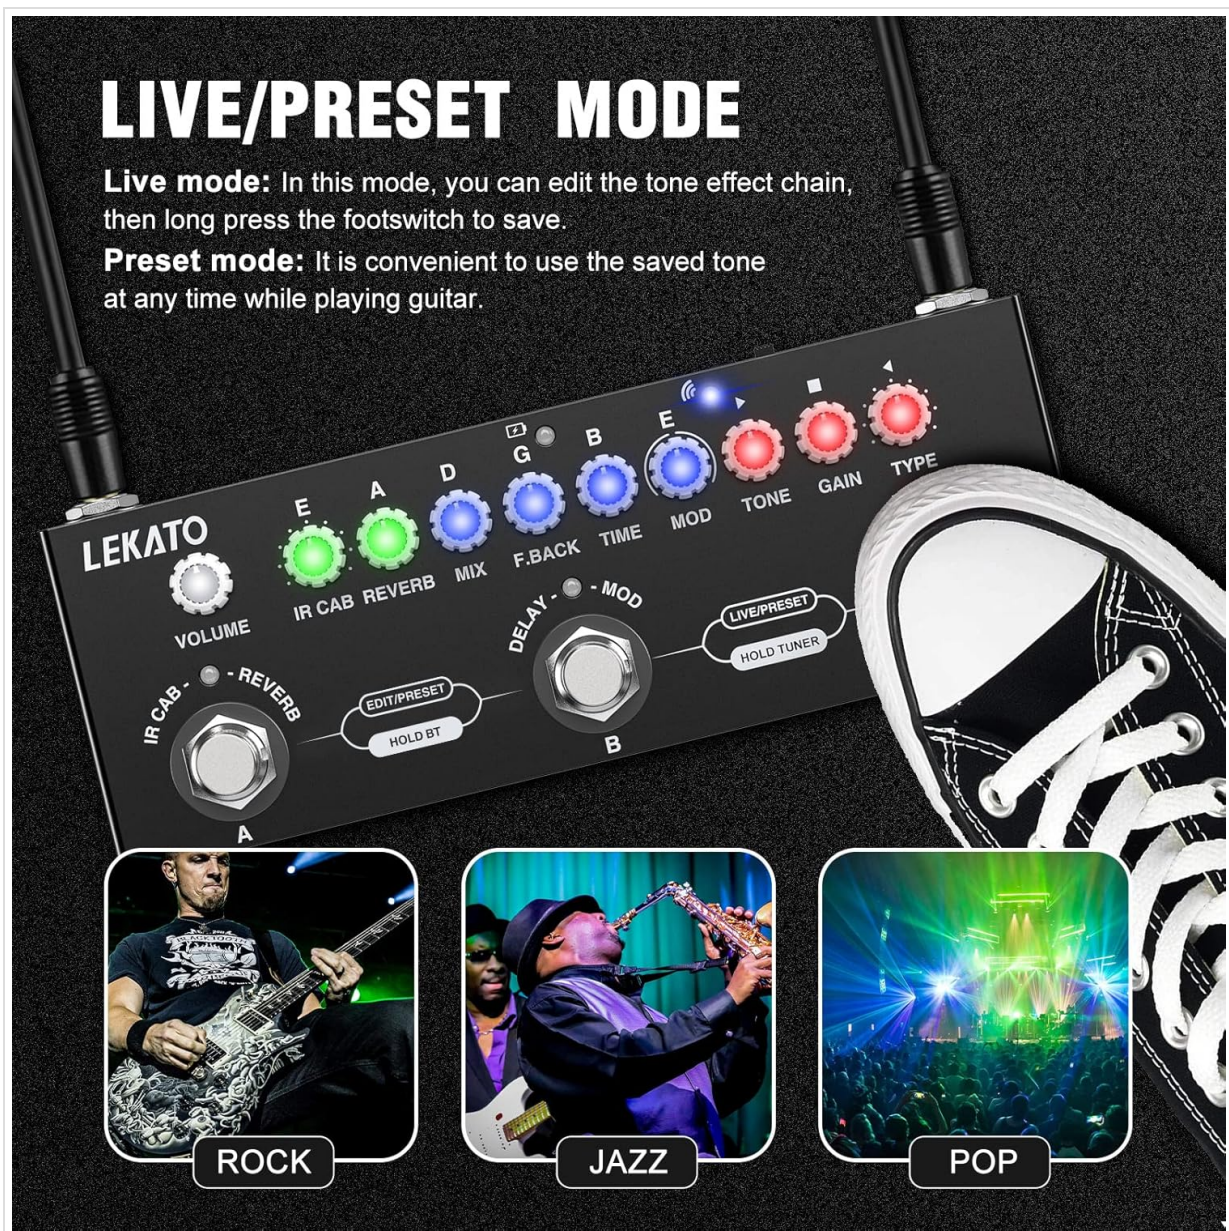 LIVE/PRESET MODE
Live mode: In this mode, you can edit the tone effect chain,
then long press the footswitch to save.
Preset mode: It is convenient to use the saved tone
at any time while playing guitar.
LEKATO
E A D G B E
VOLUME IR CAB REVERB MIX F.BACK TIME MOD TONE GAIN TYPE
IR CAB - - REVERB
EDIT/PRESET
HOLD BT
A
DELAY - - MOD
LIVE/PRESET
HOLD TUNER
B
BLACKTOOTH
ROCK
JAZZ
POP